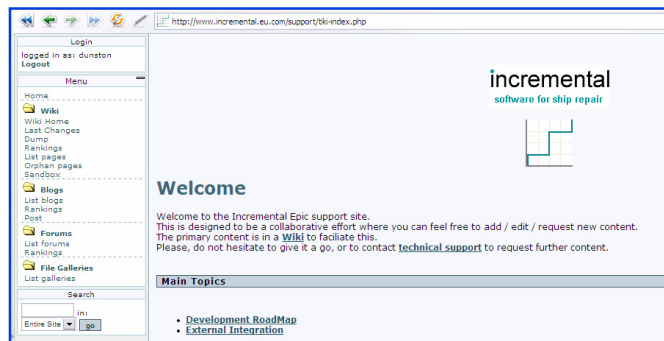 http://www.incremental.eu.com/support/tiki-index.php
Login
logged in as: dunston
Logout
Menu
Home
Wiki
Wiki Home
Last Changes
Dump
Rankings
List pages
Orphan pages
Sandbox
Blogs
List blogs
Rankings
Post
Forums
List forums
Rankings
File Galleries
List galleries
Search
in:
Entire Site go
incremental
software for ship repair
Welcome
Welcome to the Incremental Epic support site.
This is designed to be a collaborative effort where you can feel free to add / edit / request new content.
The primary content is in a Wiki to faciliate this.
Please, do not hesitate to give it a go, or to contact technical support to request further content.
Main Topics
• Development RoadMap
• External Integration